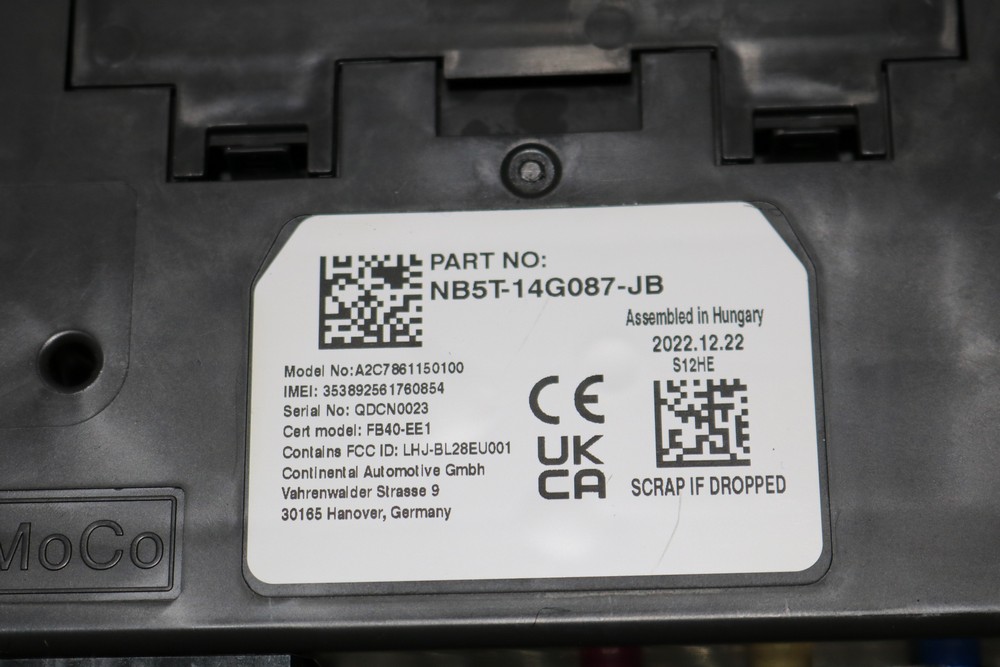 PART NO:
NB5T-14G087-JB
Assembled in Hungary
2022.12.22
S12HE
Model No:A2C7861150100
IMEI: 353892561760854
Serial No: QDCN0023
Cert model: FB40-EE1
Contains FCC ID: LHJ-BL28EU001
Continental Automotive Gmbh
Vahrenwalder Strasse 9
30165 Hanover, Germany
CE
UK
CA
SCRAP IF DROPPED
MoCo